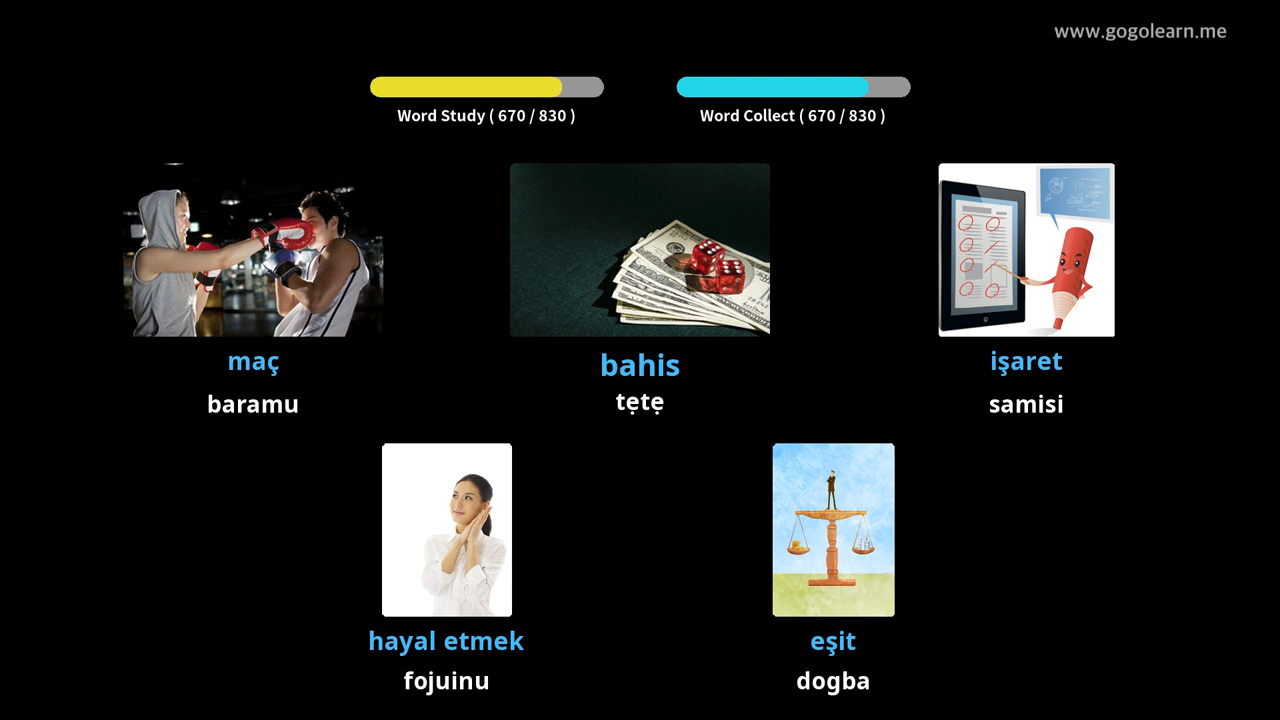 www.gogolearn.me
Word Study ( 670 / 830 )
Word Collect ( 670 / 830 )
maç
bahis
işaret
baramu
tẹtẹ
samisi
hayal etmek
eşit
fojuinu
dogba